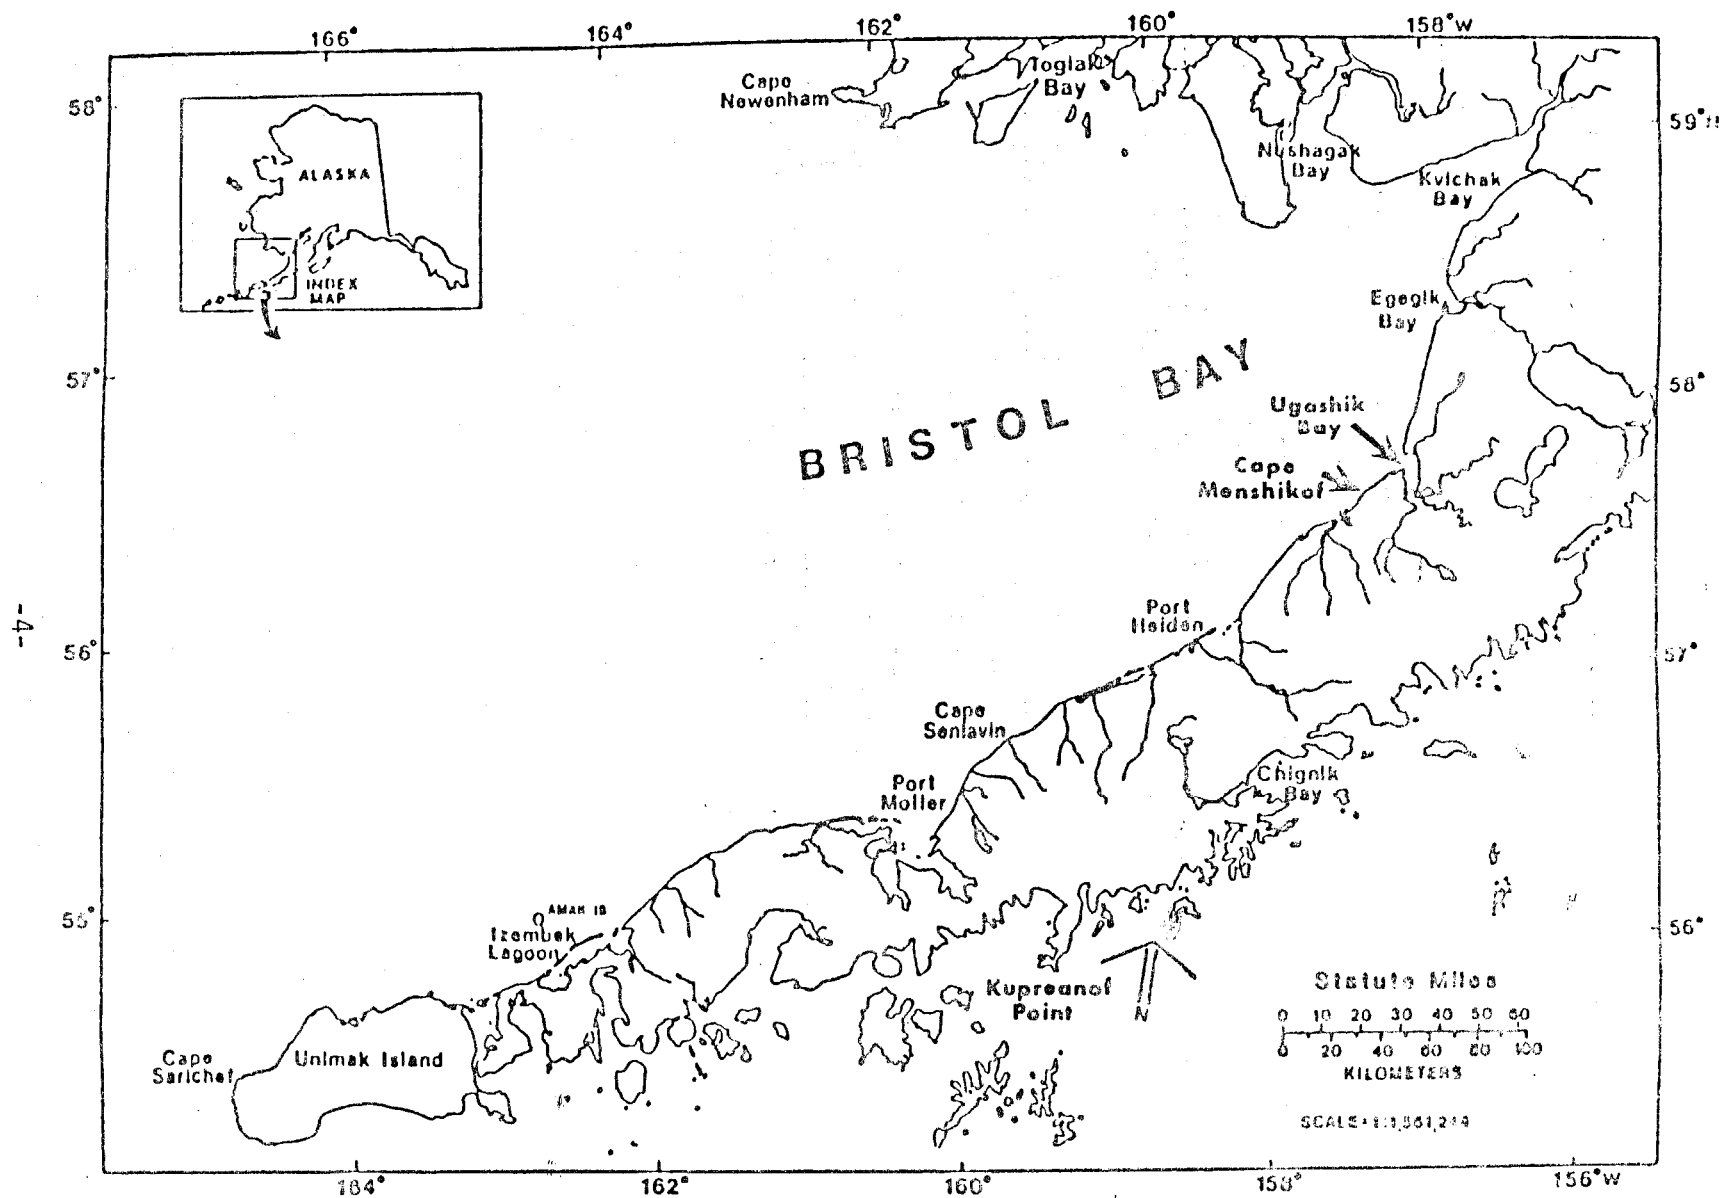 166°
164°
162°
160°
158°W
58°
57°
56°
55°
59°N
58°
57°
56°
164°
162°
160°
158°
156°W
ALASKA
INDEX
MAP
Cape
Newenham
Togiak
Bay
Nushagak
Bay
Kvichak
Bay
Egegik
Bay
BRISTOL BAY
Ugashik
Bay
Cape
Menshikof
Port
Heiden
Cape
Seniavin
Port
Moller
Chignik
Bay
AMAK IS
Izembek
Lagoon
Kupreanof
Point
N
Cape
Sarichef
Unimak Island
Statute Miles
0 10 20 30 40 50 60
0 20 40 60 80 100
KILOMETERS
-4-